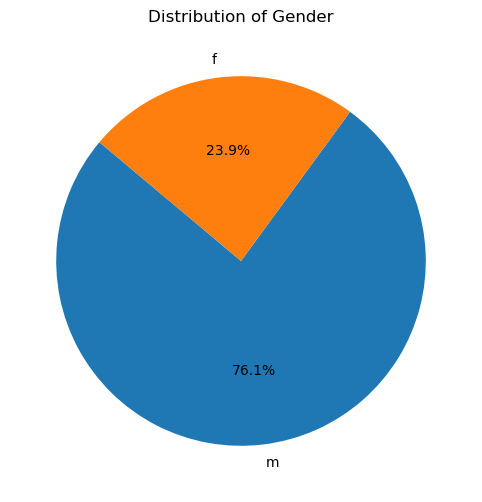 Distribution of Gender
f
23.9%
76.1%
m